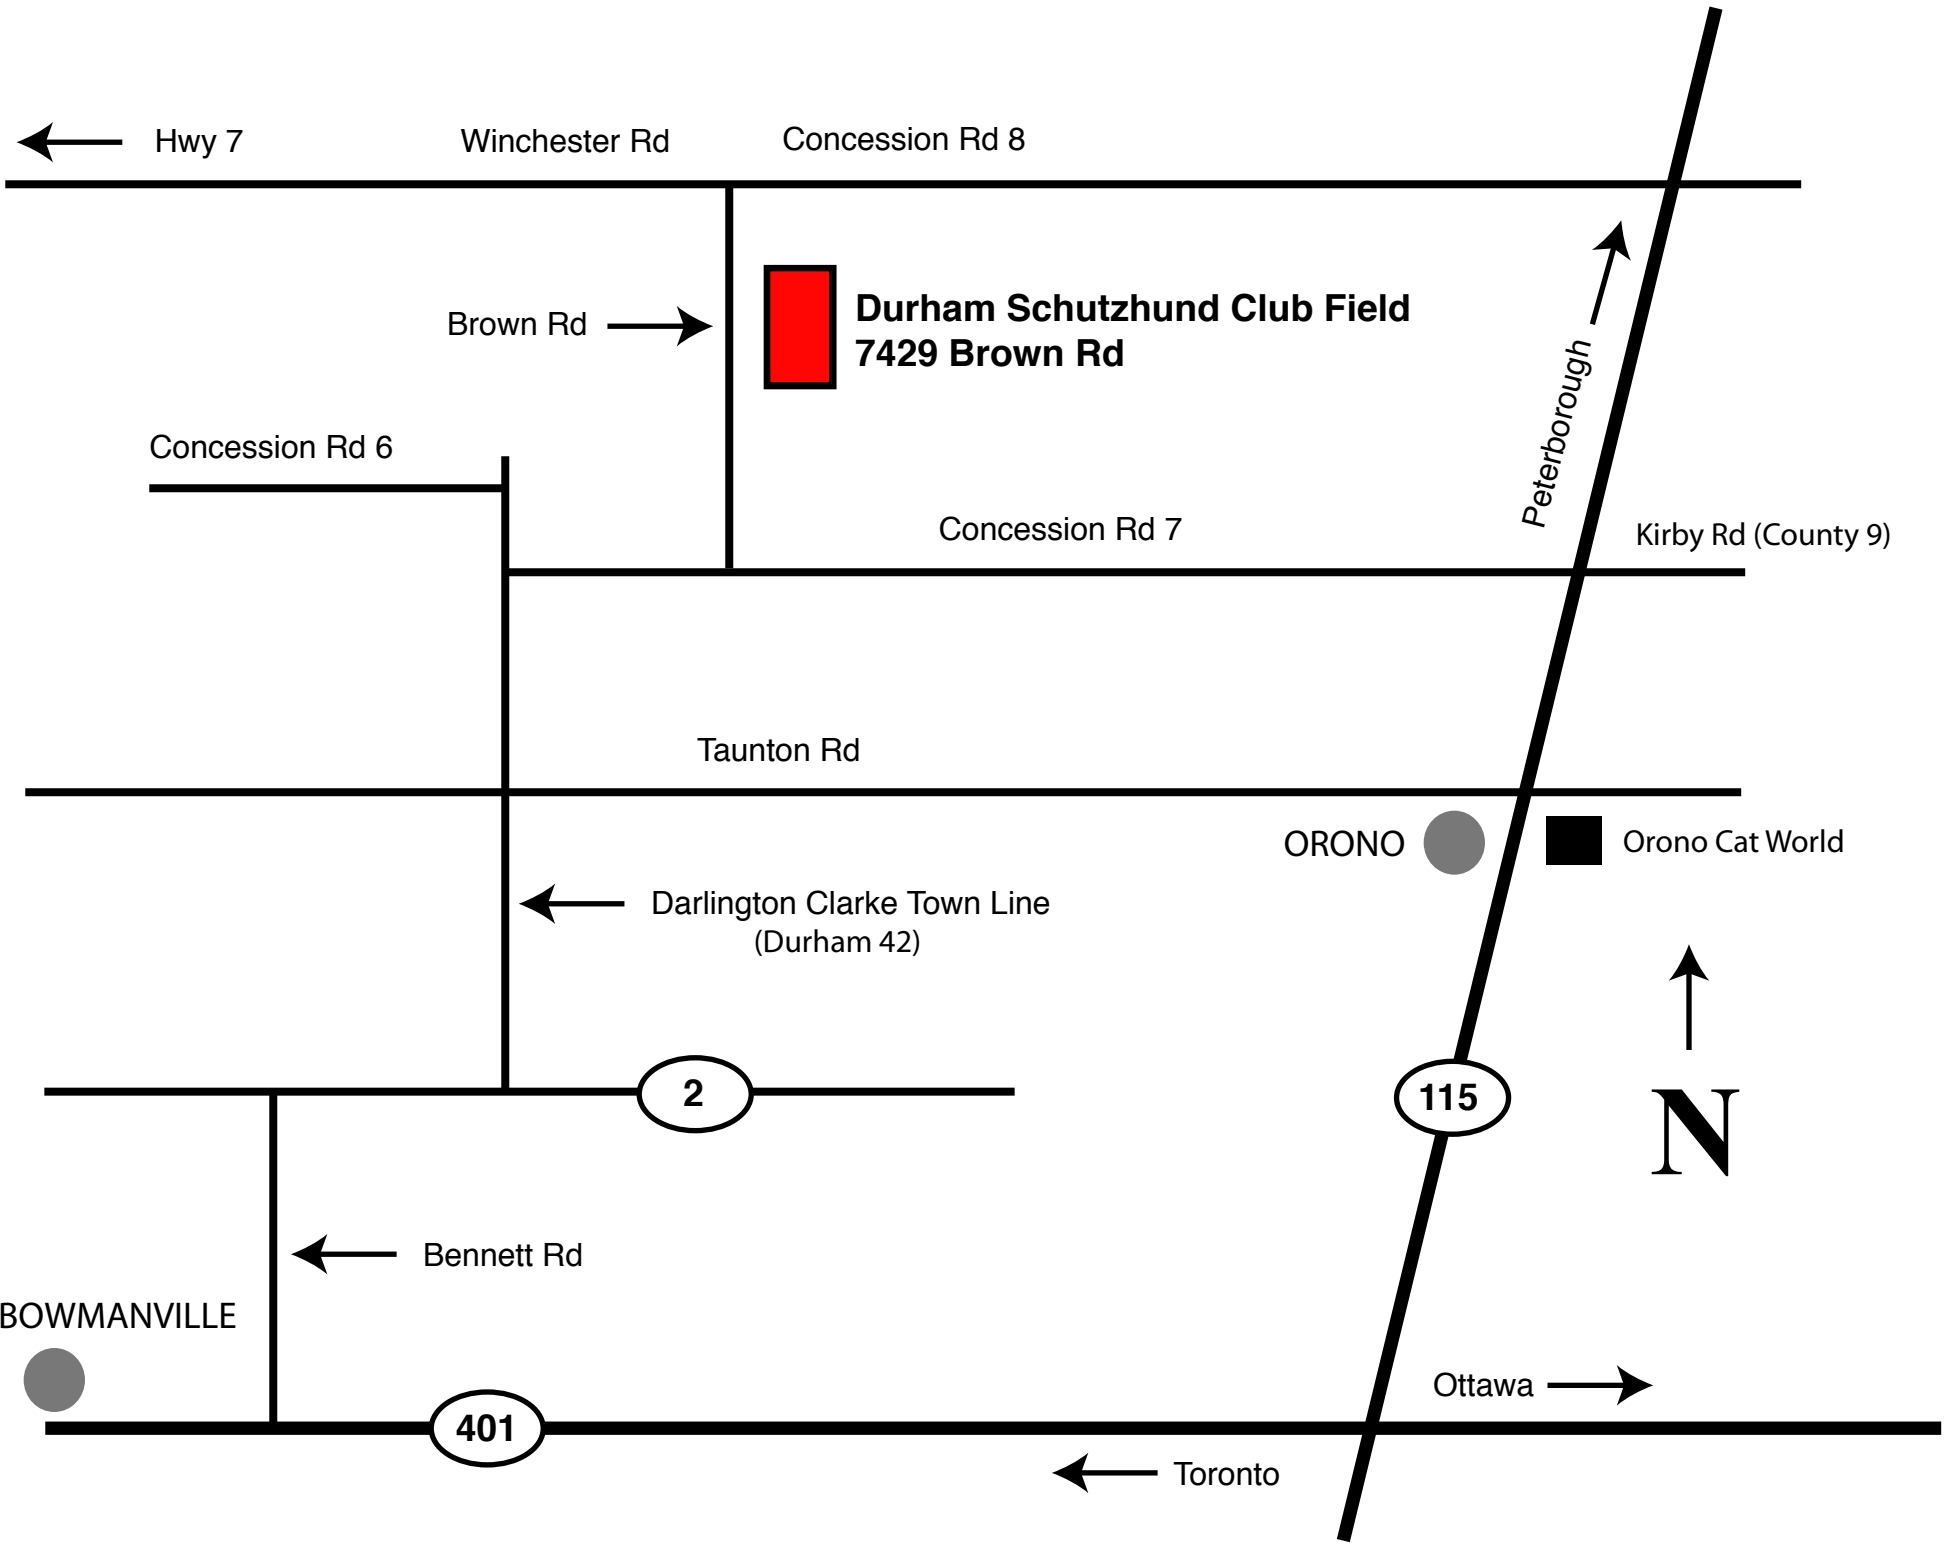 Hwy 7
Winchester Rd
Concession Rd 8
Brown Rd
Durham Schutzhund Club Field
7429 Brown Rd
Peterborough
Concession Rd 6
Concession Rd 7
Kirby Rd (County 9)
Taunton Rd
ORONO
Orono Cat World
Darlington Clarke Town Line
(Durham 42)
2
115
N
Bennett Rd
BOWMANVILLE
Ottawa
401
Toronto